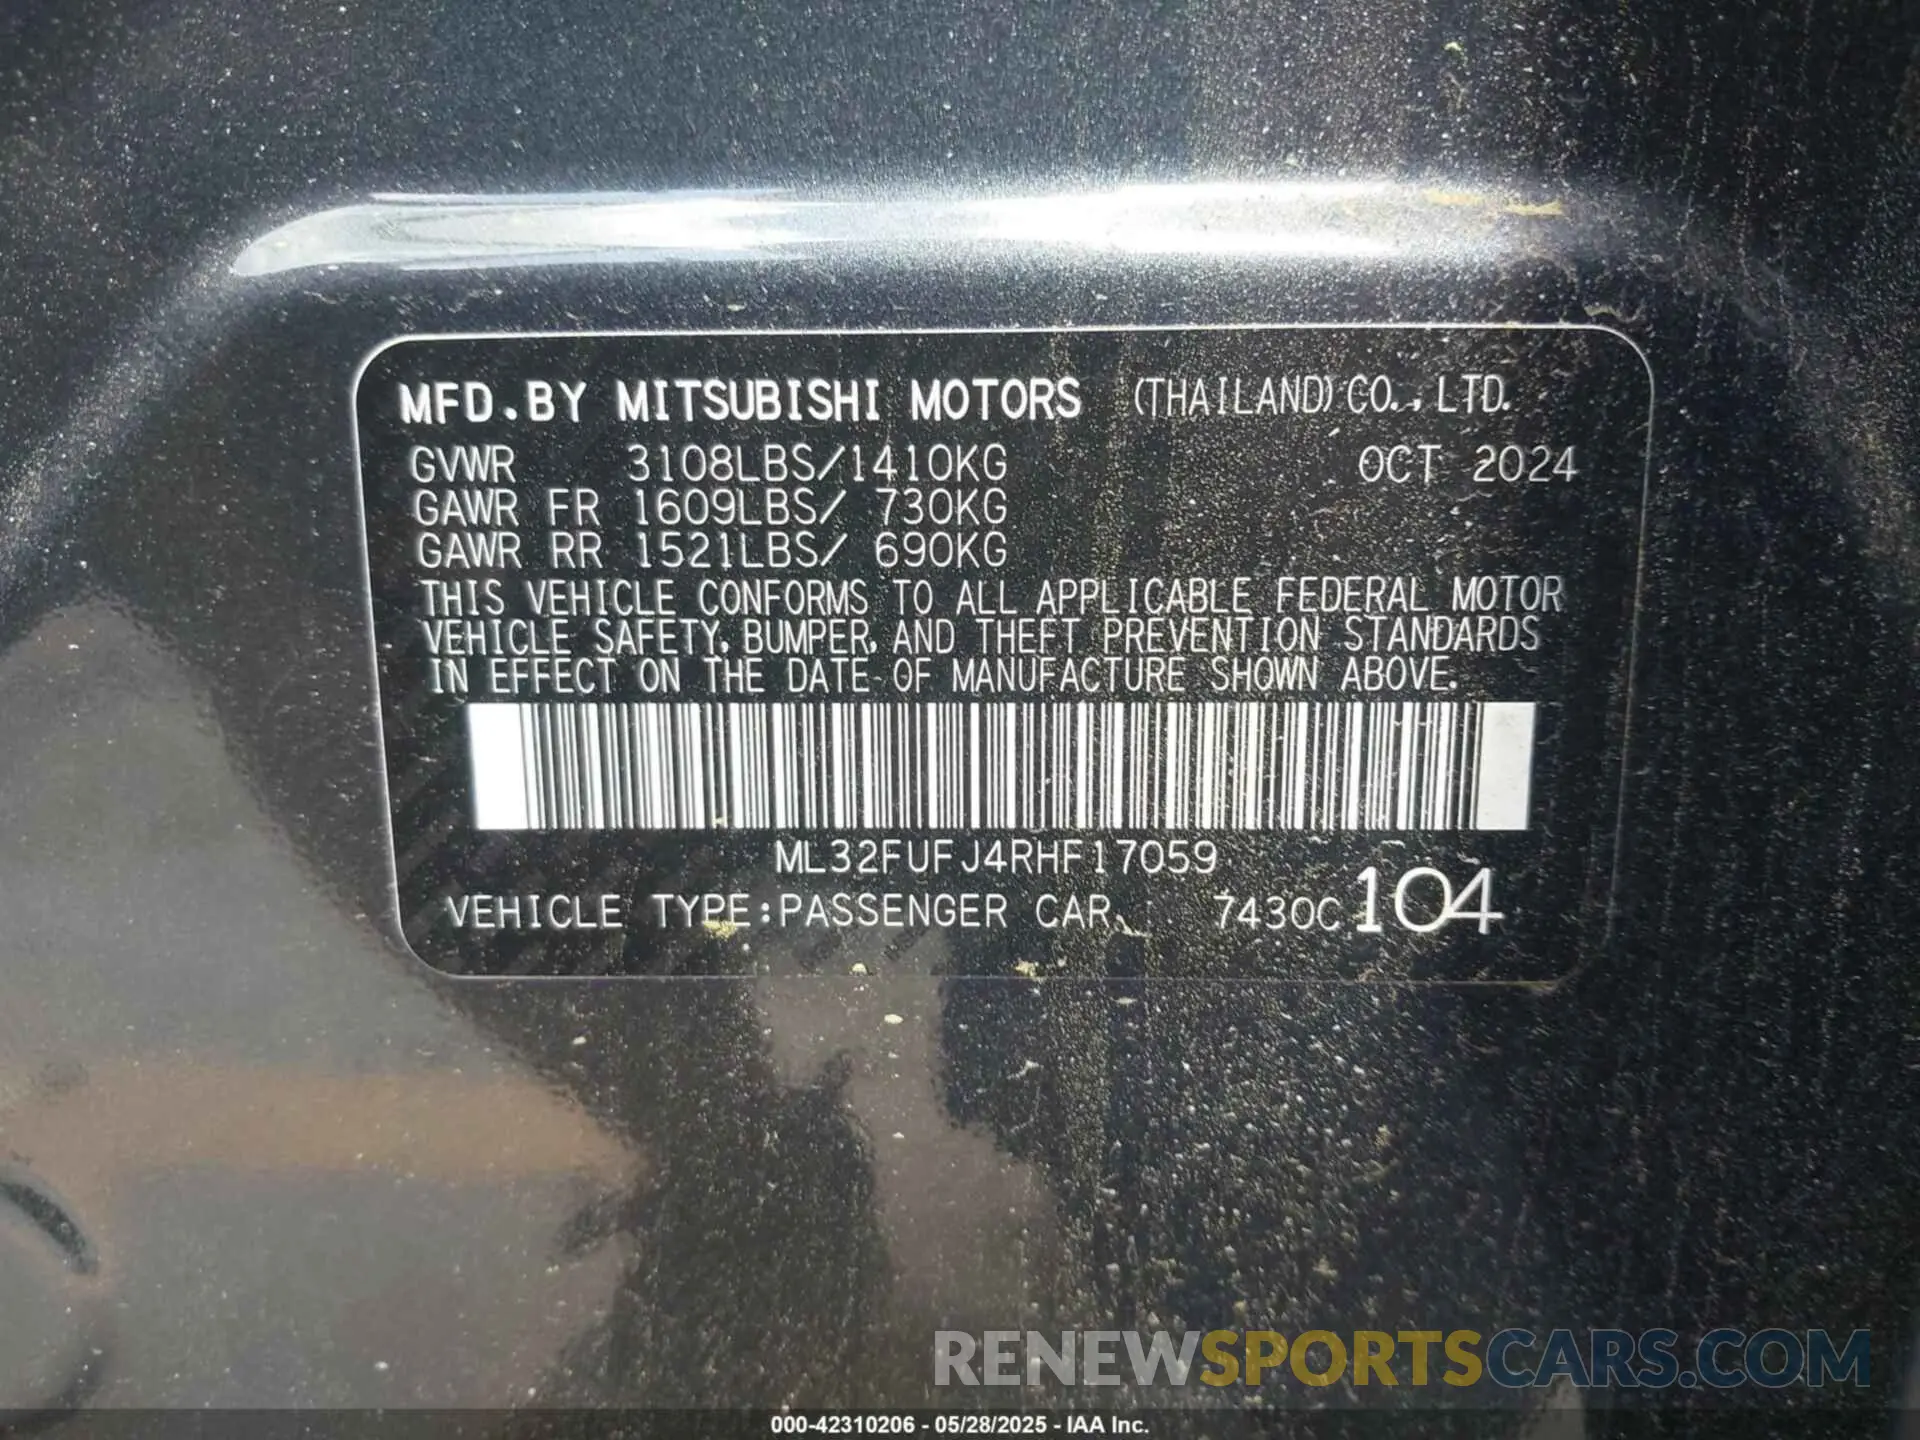 MFD.BY MITSUBISHI MOTORS (THAILAND) CO., LTD.
GVWR 3108LBS/1410KG OCT 2024
GAWR FR 1609LBS/ 730KG
GAWR RR 1521LBS/ 690KG
THIS VEHICLE CONFORMS TO ALL APPLICABLE FEDERAL MOTOR
VEHICLE SAFETY, BUMPER, AND THEFT PREVENTION STANDARDS
IN EFFECT ON THE DATE OF MANUFACTURE SHOWN ABOVE.
ML32FUFJ4RHF17059
VEHICLE TYPE:PASSENGER CAR 7430C 104
RENEWSPORTSCARS.COM
000-42310206 - 05/28/2025 - IAA Inc.